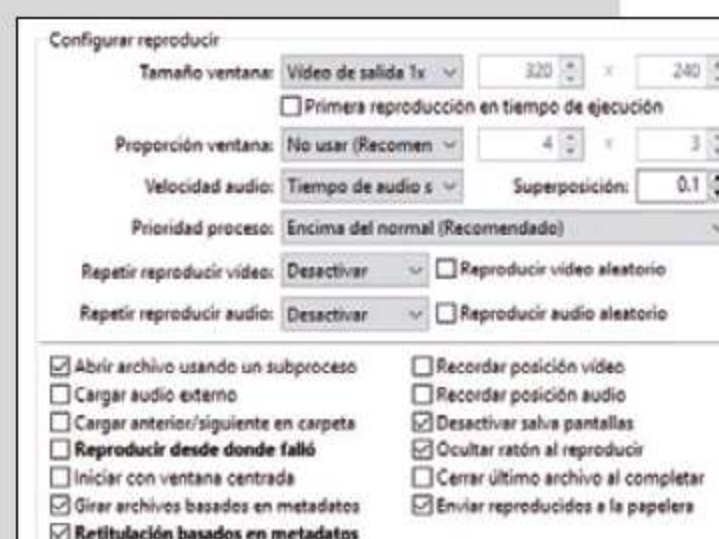 Configurar reproducir
Tamaño ventana: Vídeo de salida 1x 320 x 240
Primera reproducción en tiempo de ejecución
Proporción ventana: No usar (Recomen 4 x 3
Velocidad audio: Tiempo de audio s Superposición: 0.1
Prioridad proceso: Encima del normal (Recomendado)
Repetir reproducir vídeo: Desactivar Reproducir vídeo aleatorio
Repetir reproducir audio: Desactivar Reproducir audio aleatorio
Abrir archivo usando un subproceso
Cargar audio externo
Cargar anterior/siguiente en carpeta
Reproducir desde donde falló
Iniciar con ventana centrada
Girar archivos basados en metadatos
Retitulación basados en metadatos
Recordar posición vídeo
Recordar posición audio
Desactivar salva pantallas
Ocultar ratón al reproducir
Cerrar último archivo al completar
Enviar reproducidos a la papelera